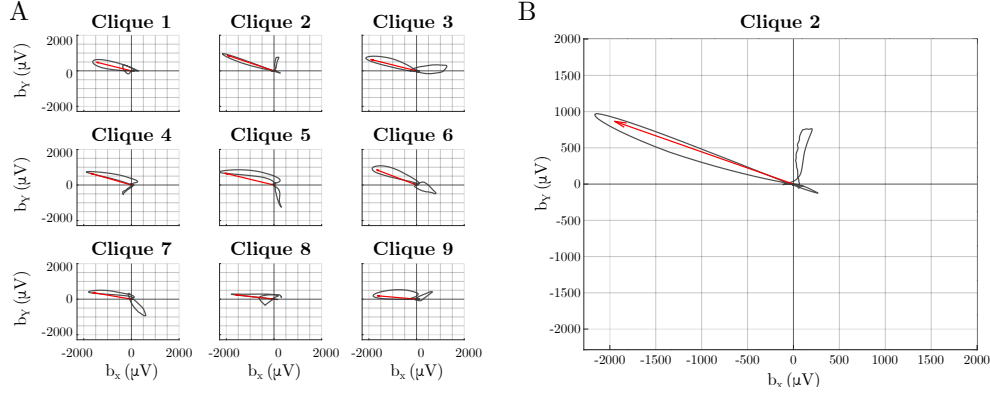 A
B
Clique 1
Clique 2
Clique 3
2000
0
-2000
b_Y (µV)
Clique 4
Clique 5
Clique 6
2000
0
-2000
b_Y (µV)
Clique 7
Clique 8
Clique 9
2000
0
-2000
b_Y (µV)
-2000 0 2000
-2000 0 2000
-2000 0 2000
b_x (µV)
b_x (µV)
b_x (µV)
Clique 2
2000
1500
1000
500
0
-500
-1000
-1500
-2000
b_Y (µV)
-2000 -1500 -1000 -500 0 500 1000 1500 2000
b_x (µV)